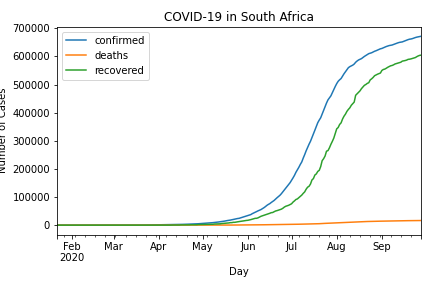 COVID-19 in South Africa
700000
600000
500000
400000
300000
200000
100000
0
Number of Cases
confirmed
deaths
recovered
Feb Mar Apr May Jun Jul Aug Sep
2020
Day